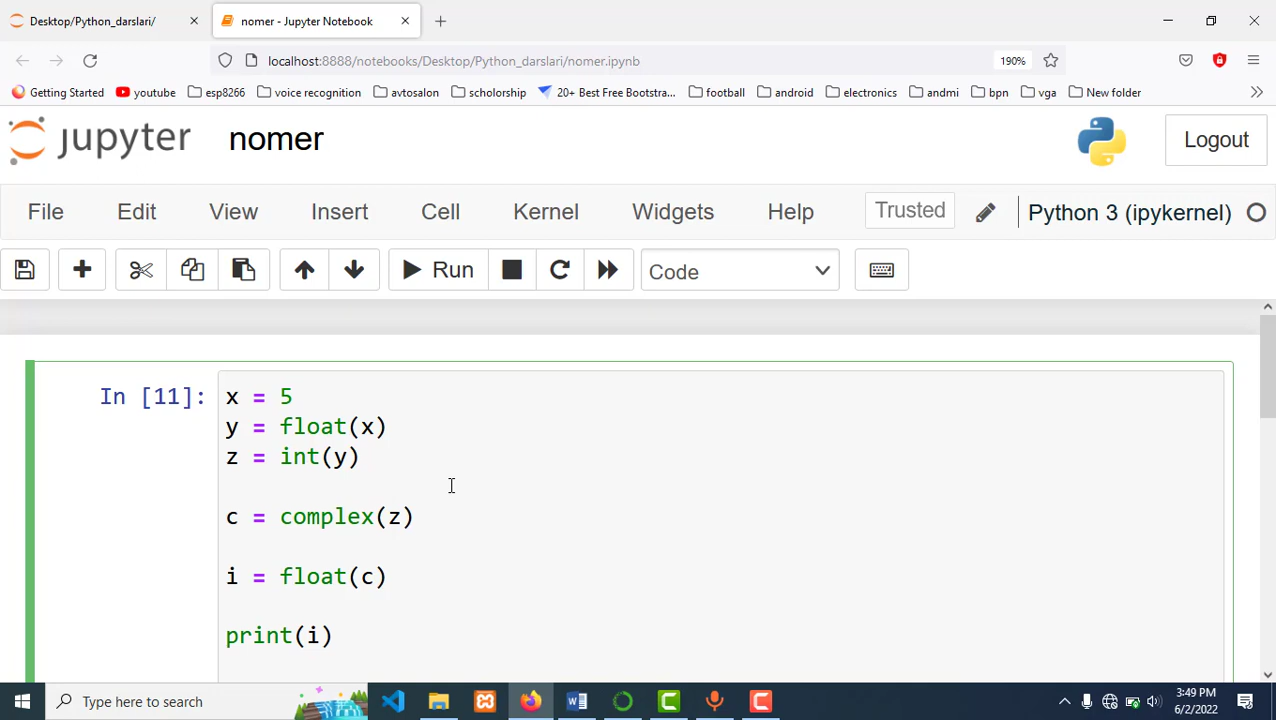 Desktop/Python_darslari/
nomer - Jupyter Notebook
localhost:8888/notebooks/Desktop/Python_darslari/nomer.ipynb
190%
Getting Started
youtube
esp8266
voice recognition
avtosalon
scholorship
20+ Best Free Bootstra...
football
android
electronics
andmi
bpn
vga
New folder
jupyter
nomer
Logout
File
Edit
View
Insert
Cell
Kernel
Widgets
Help
Trusted
Python 3 (ipykernel)
Run
Code
In [11]:
x = 5
y = float(x)
z = int(y)
c = complex(z)
i = float(c)
print(i)
Type here to search
3:49 PM
6/2/2022